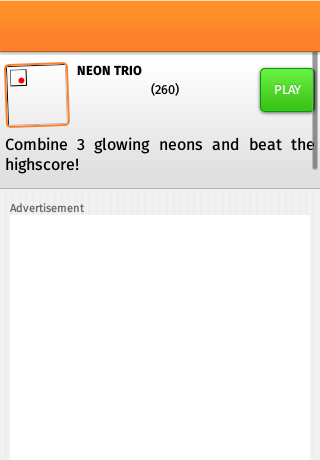 NEON TRIO
(260)
PLAY
Combine 3 glowing neons and beat the
highscore!
Advertisement